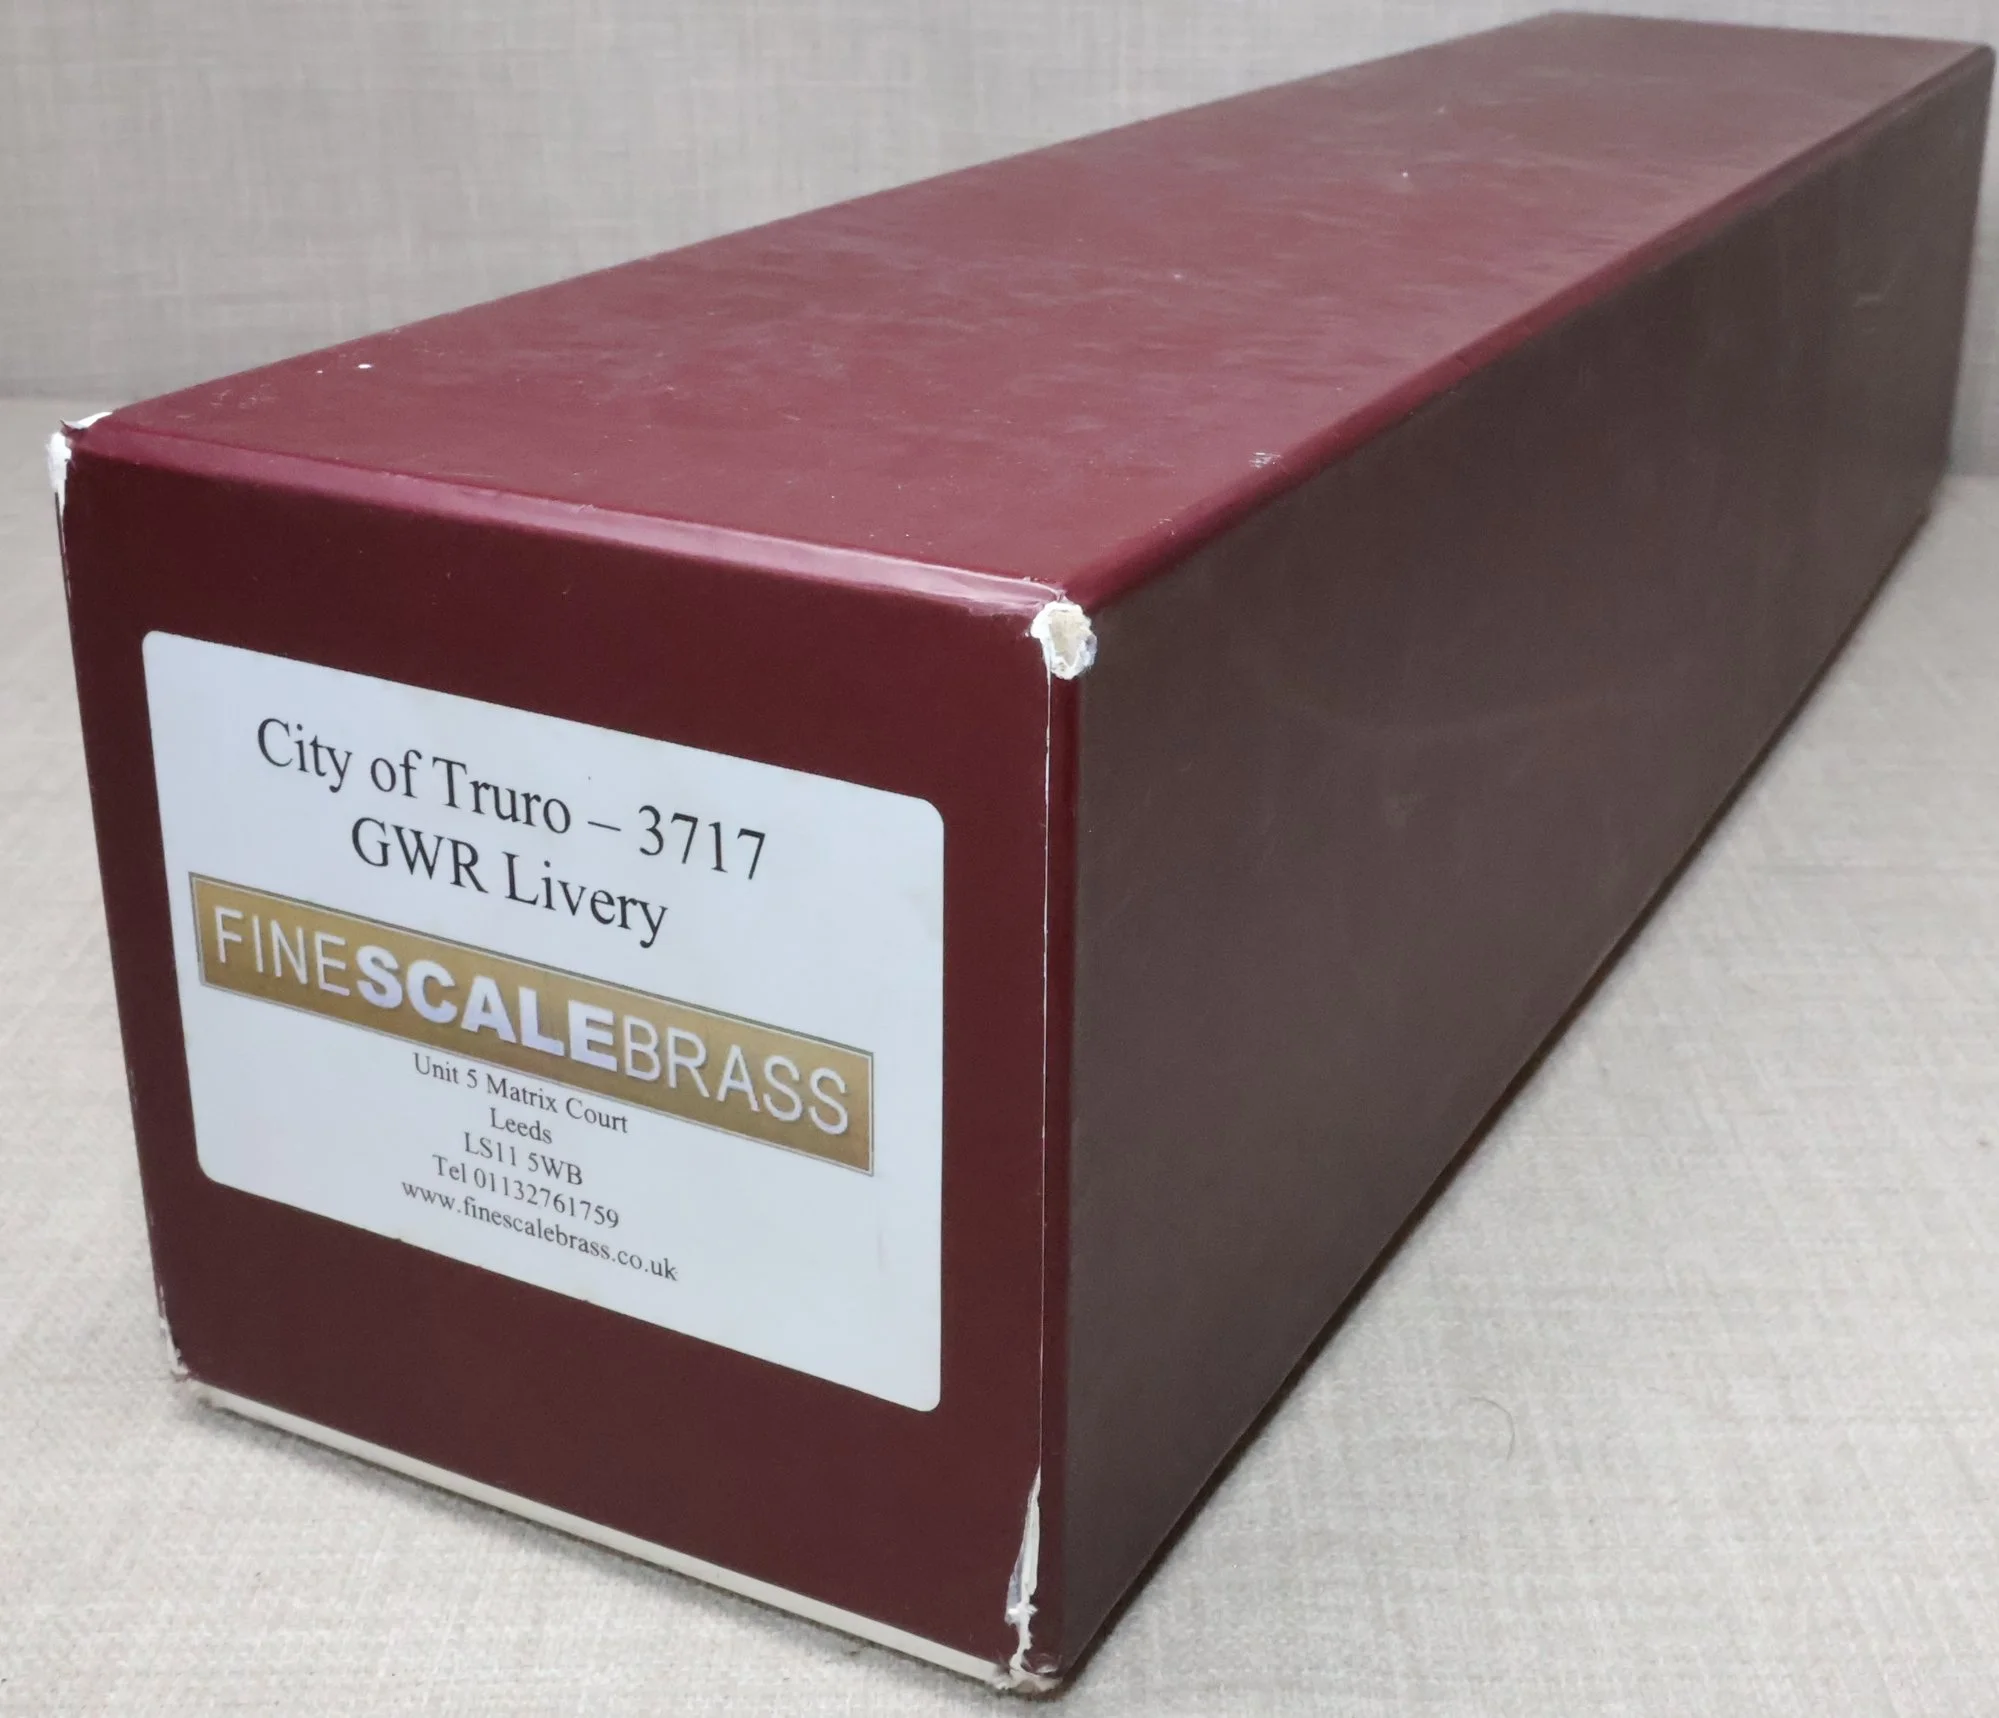 City of Truro – 3717
GWR Livery
FINESCALEBRASS
Unit 5 Matrix Court
Leeds
LS11 5WB
Tel 01132761759
www.finescalebrass.co.uk